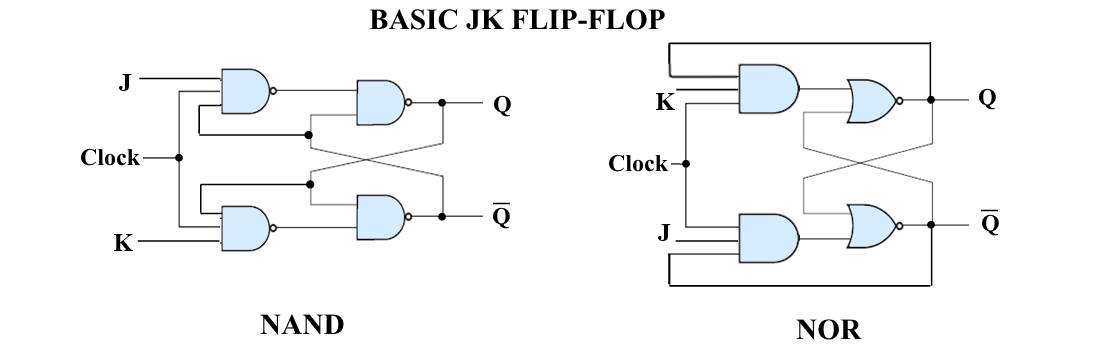 BASIC JK FLIP-FLOP
J
Clock
K
Q
Q̅
NAND
K
Clock
J
Q
Q̅
NOR